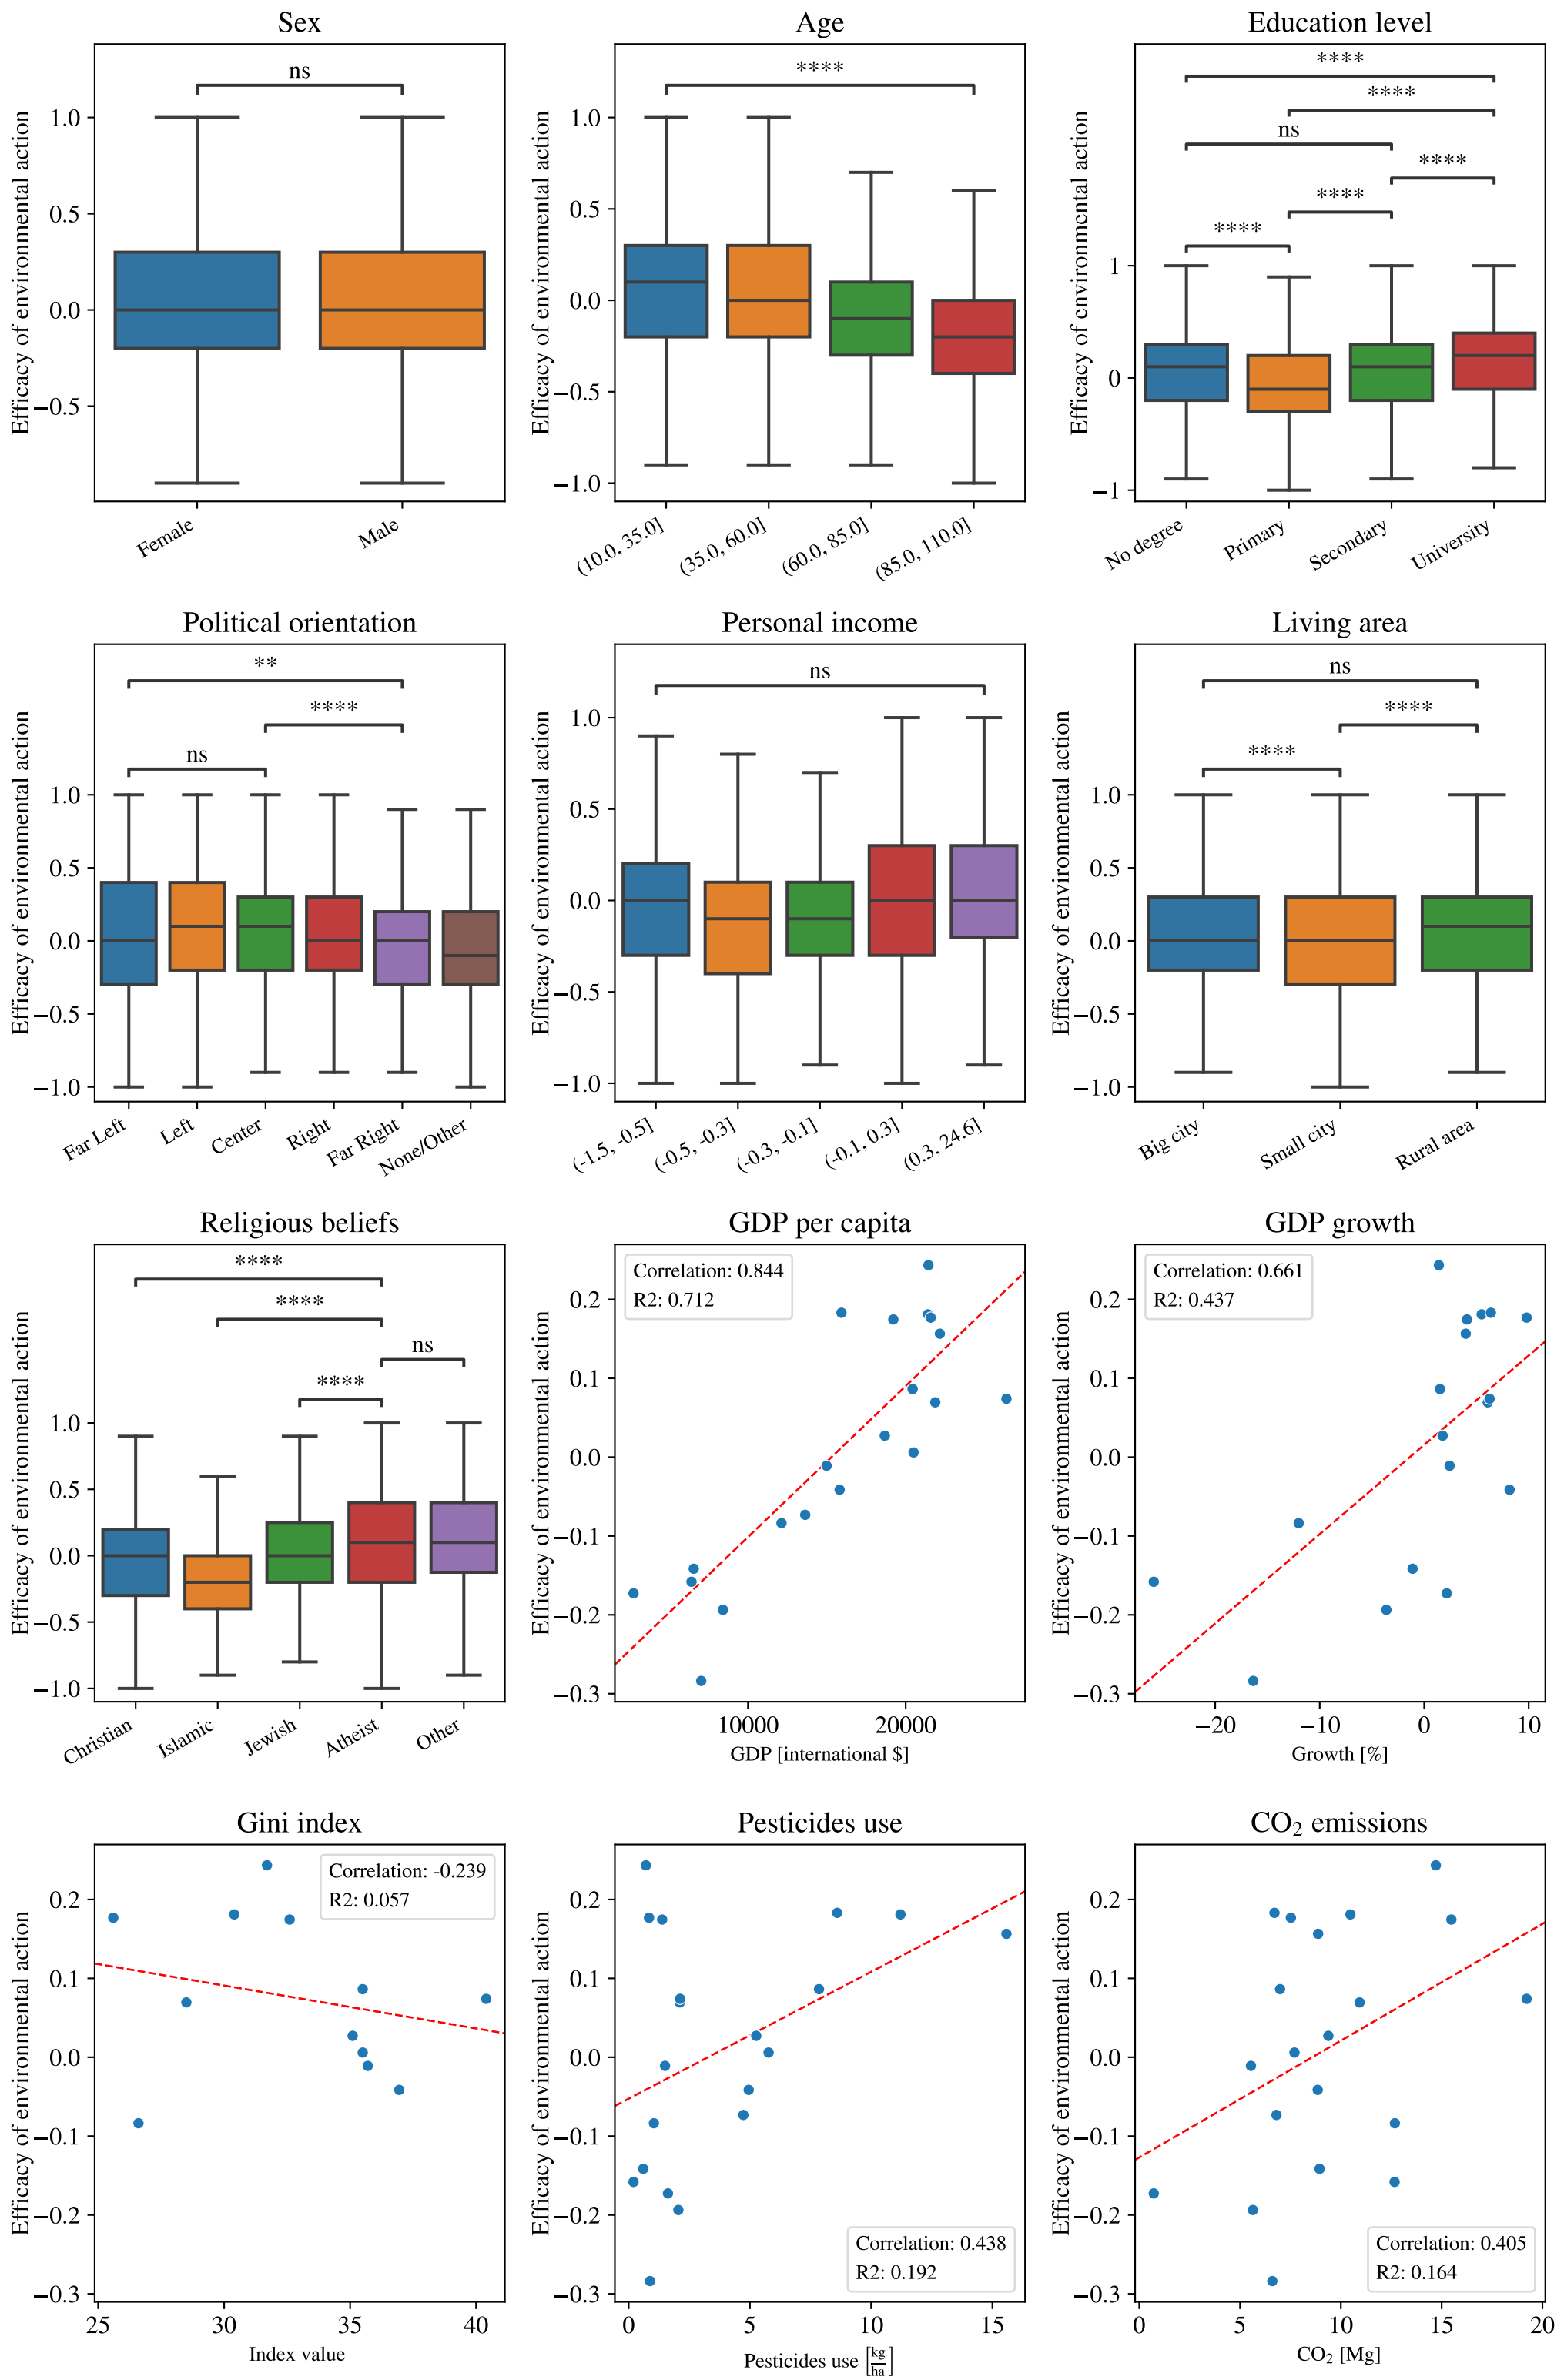 Sex
ns
Efficacy of environmental action
1.0
0.5
0.0
−0.5
Female
Male
Age
****
Efficacy of environmental action
1.0
0.5
0.0
−0.5
−1.0
(10.0, 35.0]
(35.0, 60.0]
(60.0, 85.0]
(85.0, 110.0]
Education level
****
****
ns
****
****
****
Efficacy of environmental action
1
0
−1
No degree
Primary
Secondary
University
Political orientation
**
****
ns
Efficacy of environmental action
1.0
0.5
0.0
−0.5
−1.0
Far Left
Left
Center
Right
Far Right
None/Other
Personal income
ns
Efficacy of environmental action
1.0
0.5
0.0
−0.5
−1.0
(-1.5, -0.5]
(-0.5, -0.3]
(-0.3, -0.1]
(-0.1, 0.3]
(0.3, 24.6]
Living area
ns
****
****
Efficacy of environmental action
1.0
0.5
0.0
−0.5
−1.0
Big city
Small city
Rural area
Religious beliefs
****
****
ns
****
Efficacy of environmental action
1.0
0.5
0.0
−0.5
−1.0
Christian
Islamic
Jewish
Atheist
Other
GDP per capita
Correlation: 0.844
R2: 0.712
Efficacy of environmental action
0.2
0.1
0.0
−0.1
−0.2
−0.3
10000
20000
GDP [international $]
GDP growth
Correlation: 0.661
R2: 0.437
Efficacy of environmental action
0.2
0.1
0.0
−0.1
−0.2
−0.3
−20
−10
0
10
Growth [%]
Gini index
Correlation: -0.239
R2: 0.057
Efficacy of environmental action
0.2
0.1
0.0
−0.1
−0.2
−0.3
25
30
35
40
Index value
Pesticides use
Efficacy of environmental action
0.2
0.1
0.0
−0.1
−0.2
−0.3
Correlation: 0.438
R2: 0.192
0
5
10
15
Pesticides use [kg/ha]
CO₂ emissions
Efficacy of environmental action
0.2
0.1
0.0
−0.1
−0.2
−0.3
Correlation: 0.405
R2: 0.164
0
5
10
15
20
CO₂ [Mg]